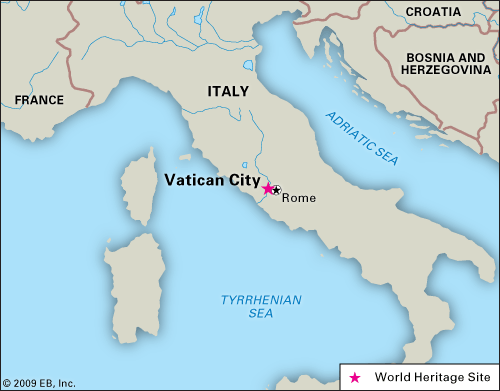 CROATIA
BOSNIA AND
HERZEGOVINA
ITALY
FRANCE
ADRIATIC SEA
Vatican City
Rome
TYRRHENIAN
SEA
© 2009 EB, Inc.
World Heritage Site